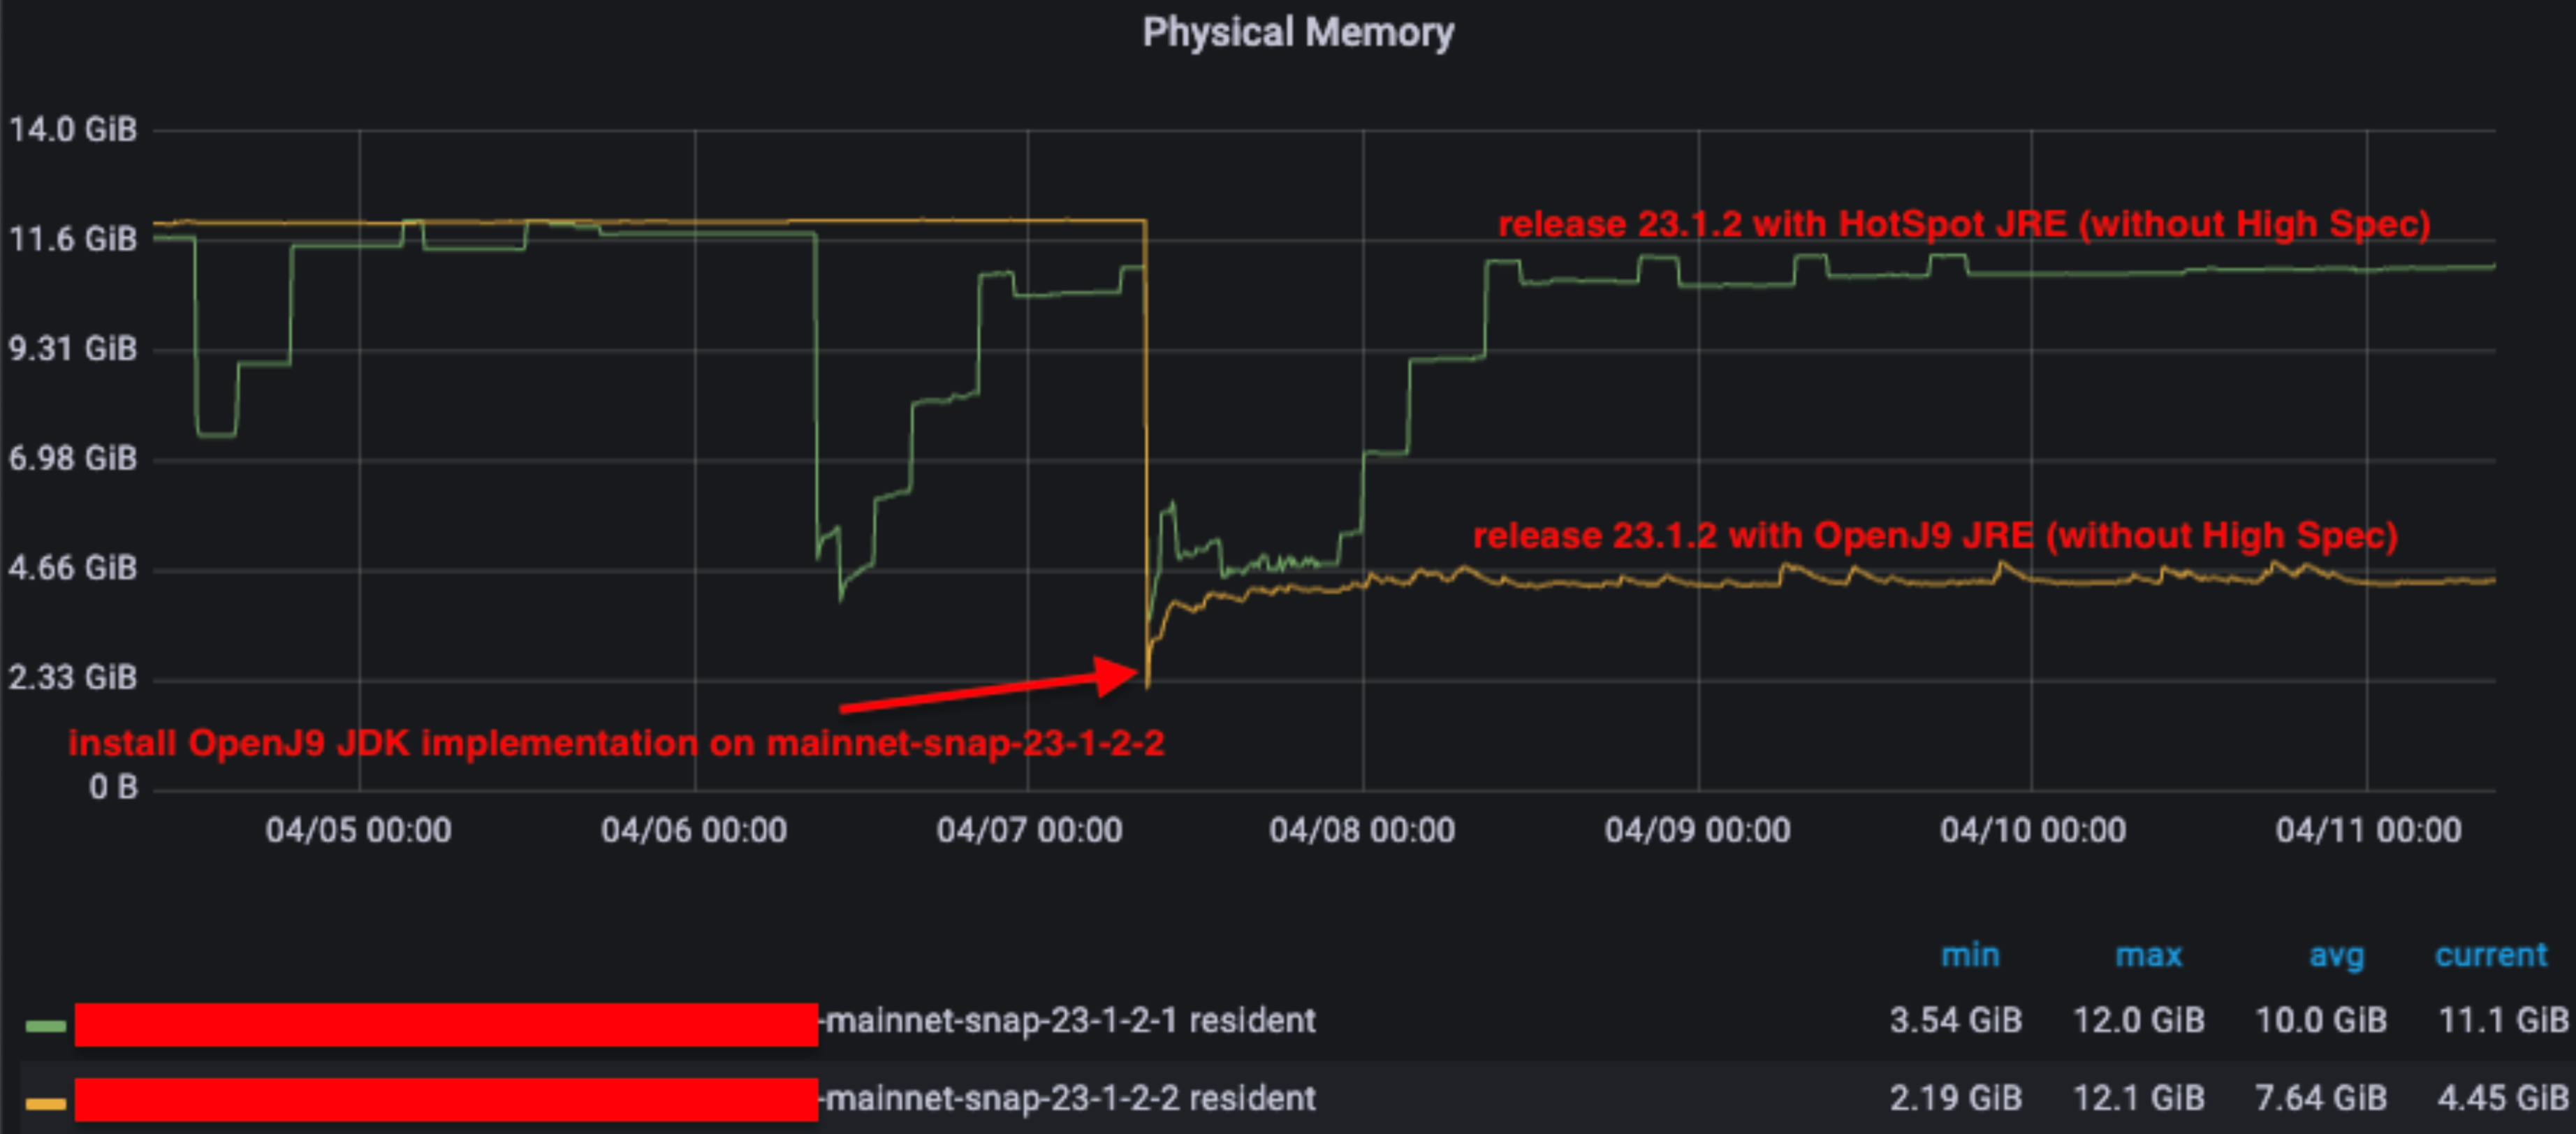 Physical Memory
14.0 GiB
11.6 GiB
9.31 GiB
6.98 GiB
4.66 GiB
2.33 GiB
0 B
release 23.1.2 with HotSpot JRE (without High Spec)
release 23.1.2 with OpenJ9 JRE (without High Spec)
install OpenJ9 JDK implementation on mainnet-snap-23-1-2-2
04/05 00:00 04/06 00:00 04/07 00:00 04/08 00:00 04/09 00:00 04/10 00:00 04/11 00:00
min max avg current
-mainnet-snap-23-1-2-1 resident 3.54 GiB 12.0 GiB 10.0 GiB 11.1 GiB
-mainnet-snap-23-1-2-2 resident 2.19 GiB 12.1 GiB 7.64 GiB 4.45 GiB